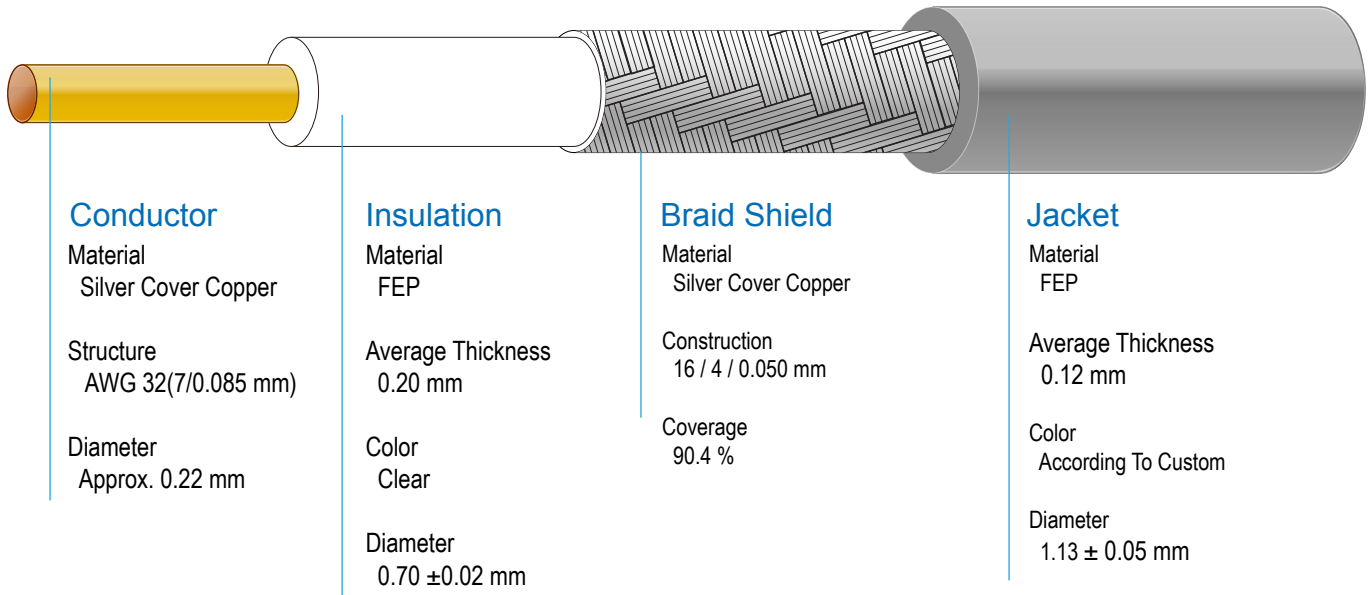 Conductor
Material
Silver Cover Copper
Structure
AWG 32(7/0.085 mm)
Diameter
Approx. 0.22 mm
Insulation
Material
FEP
Average Thickness
0.20 mm
Color
Clear
Diameter
0.70 ±0.02 mm
Braid Shield
Material
Silver Cover Copper
Construction
16 / 4 / 0.050 mm
Coverage
90.4 %
Jacket
Material
FEP
Average Thickness
0.12 mm
Color
According To Custom
Diameter
1.13 ± 0.05 mm